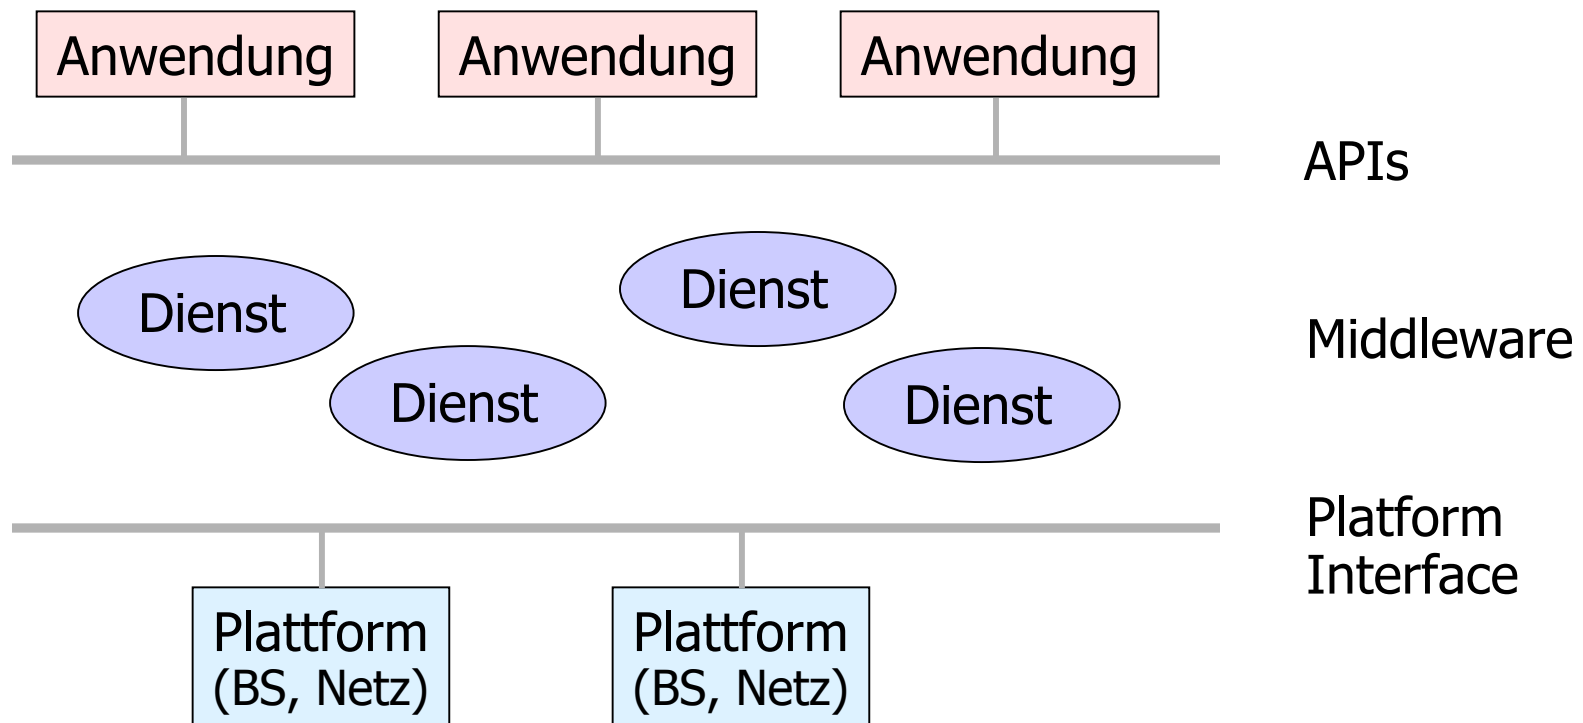 Anwendung
Anwendung
Anwendung
APIs
Dienst
Dienst
Dienst
Dienst
Middleware
Platform
Interface
Plattform
(BS, Netz)
Plattform
(BS, Netz)